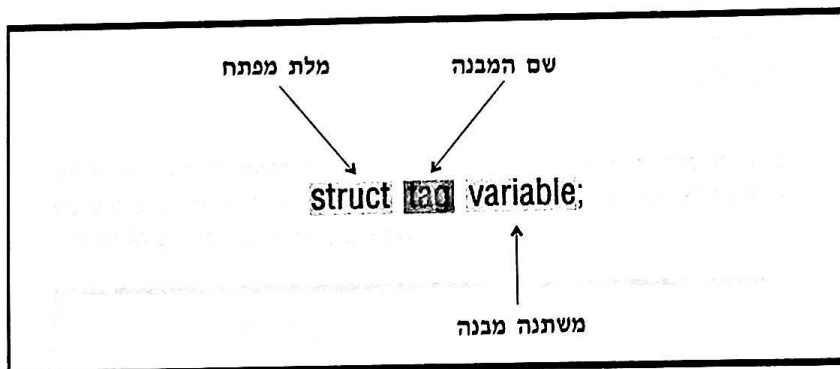 מלת מפתח
שם המבנה
struct tag variable;
משתנה מבנה